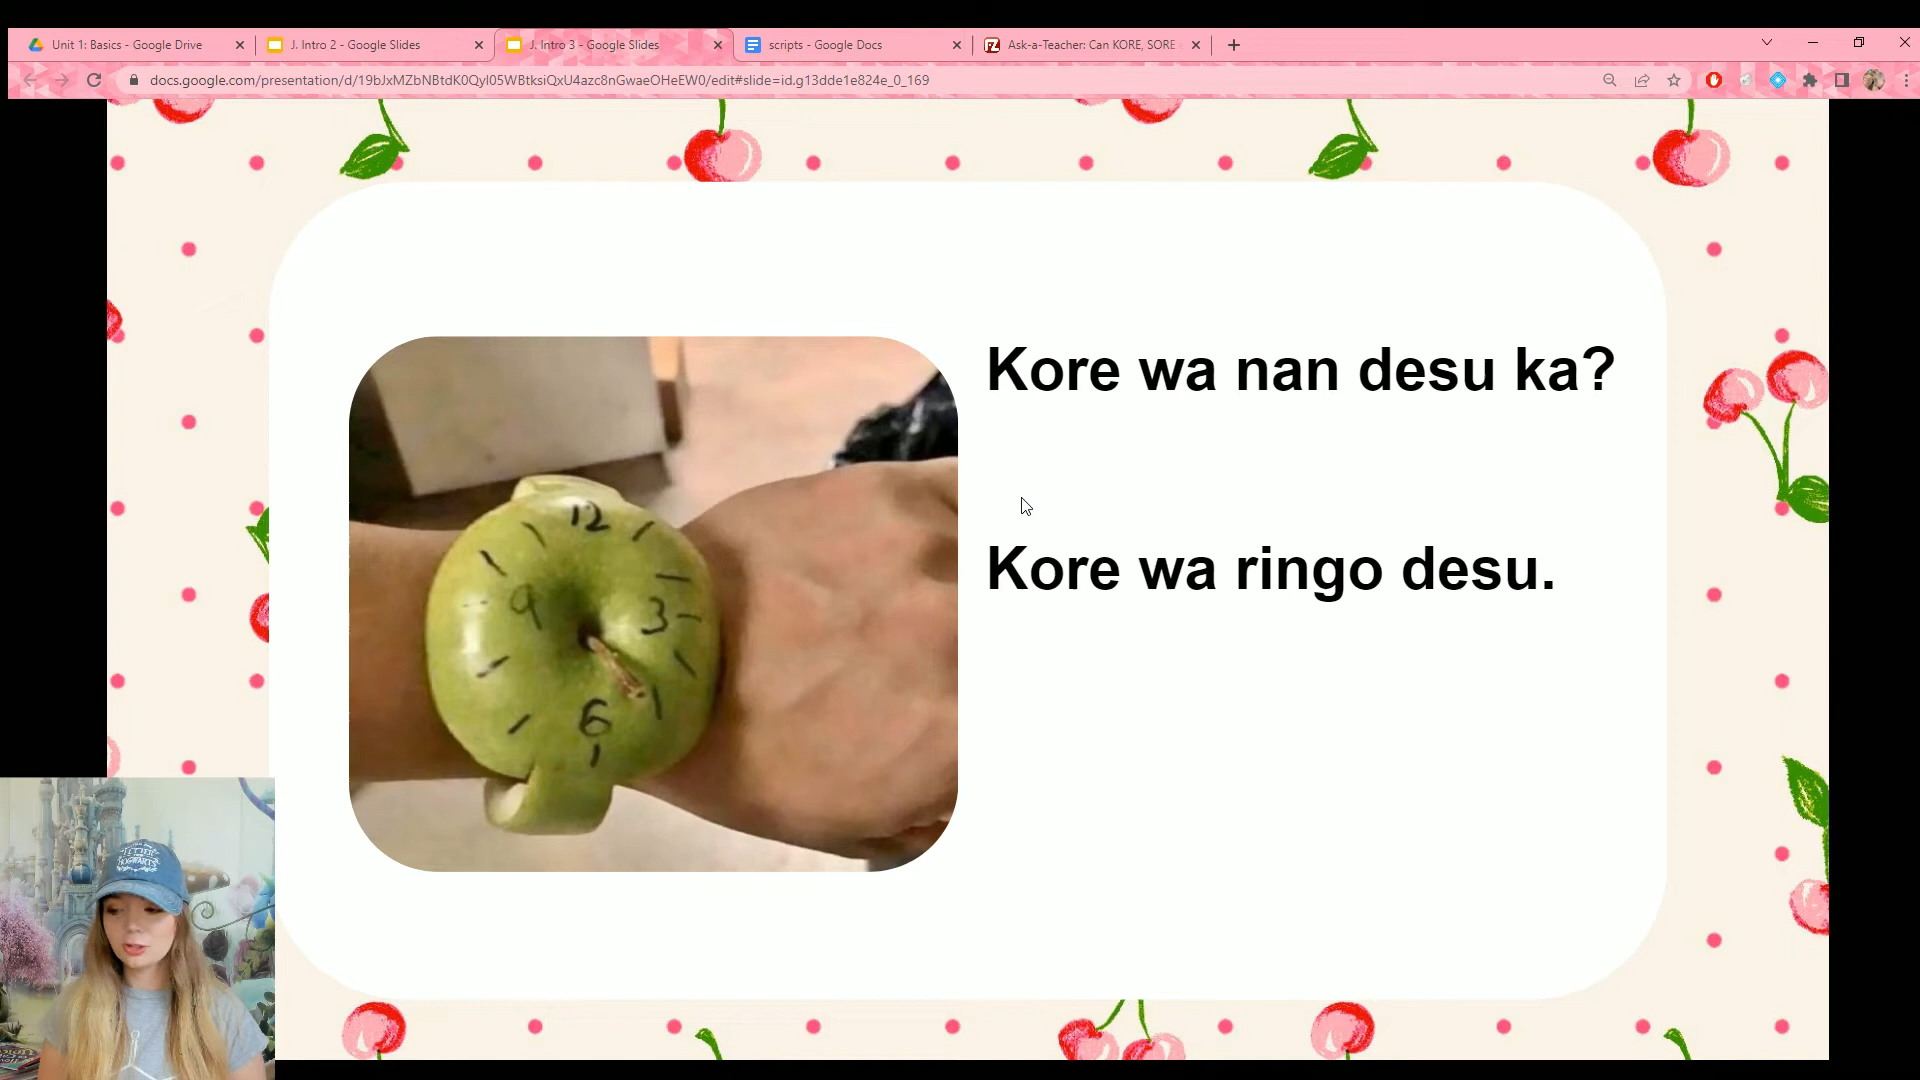 Unit 1: Basics - Google Drive
J. Intro 2 - Google Slides
J. Intro 3 - Google Slides
scripts - Google Docs
Ask-a-Teacher: Can KORE, SORE
docs.google.com/presentation/d/19bJxMZbNBtdK0QyI05WBtksiQxU4azc8nGwaeOHeEW0/edit#slide=id.g13dde1e824e_0_169
Kore wa nan desu ka?
Kore wa ringo desu.
12
9
3
6
HOGWARTS